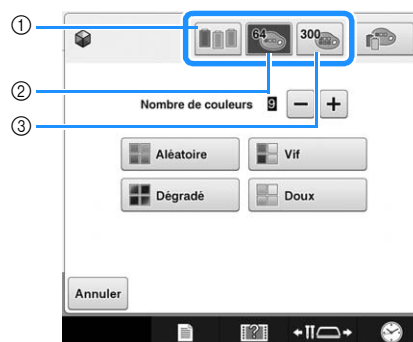 ①
64
300
②
Nombre de couleurs 9 − +
③
Aléatoire
Vif
Dégradé
Doux
Annuler